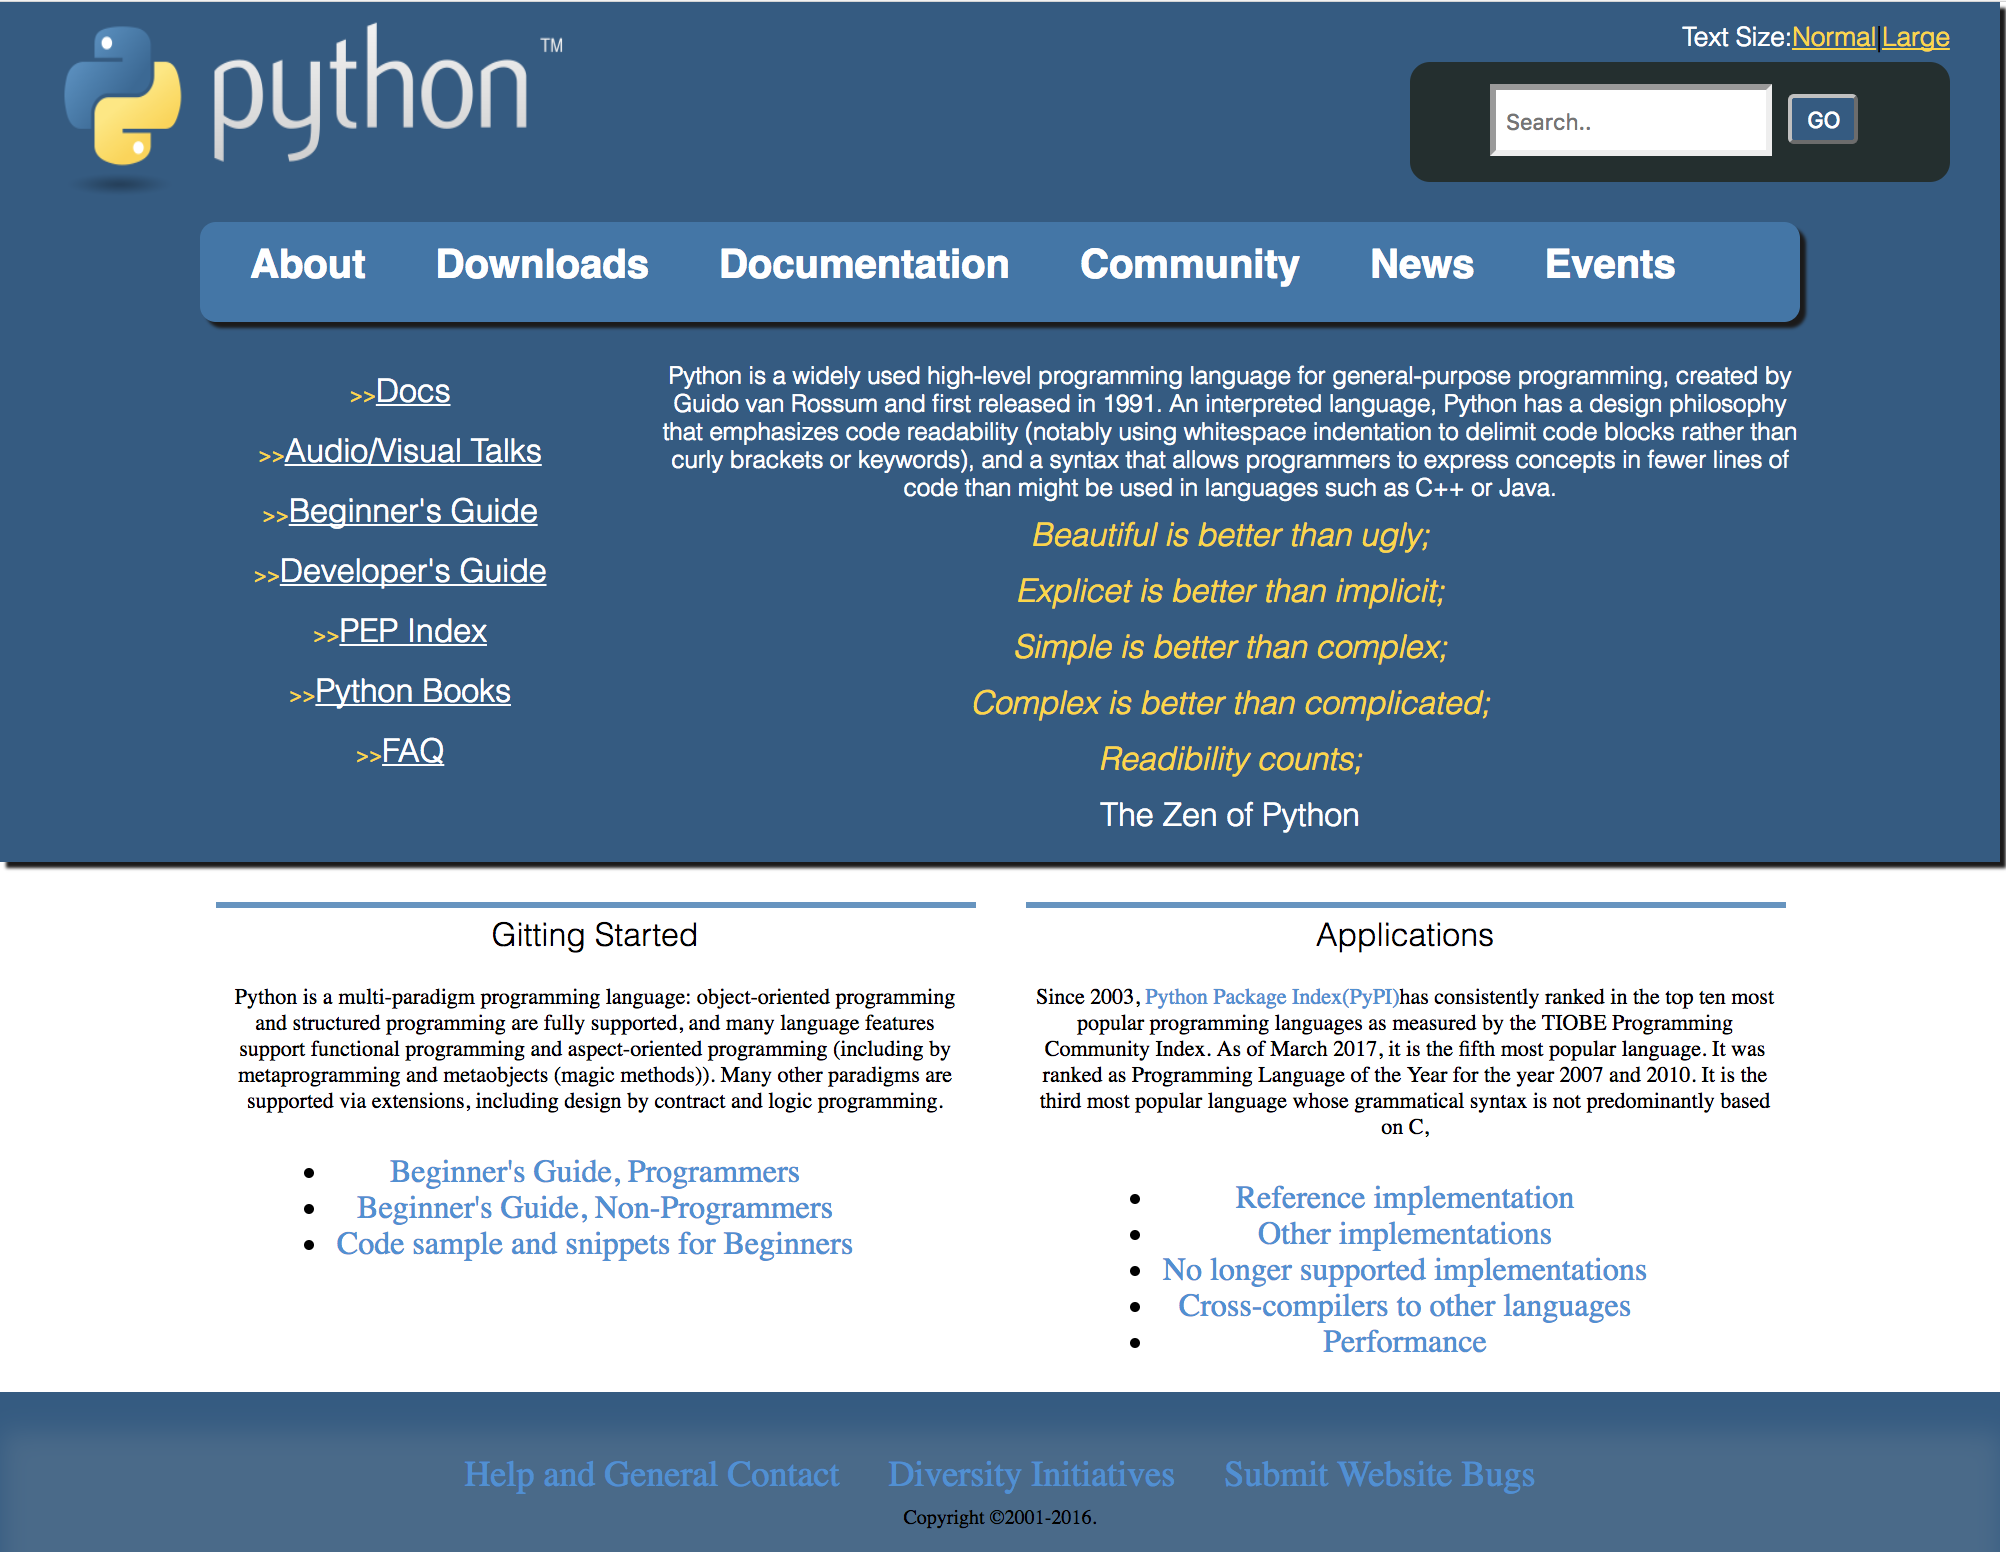 python ™
Text Size:Normal|Large
Search..
GO
About Downloads Documentation Community News Events
>>Docs
>>Audio/Visual Talks
>>Beginner's Guide
>>Developer's Guide
>>PEP Index
>>Python Books
>>FAQ
Python is a widely used high-level programming language for general-purpose programming, created by
Guido van Rossum and first released in 1991. An interpreted language, Python has a design philosophy
that emphasizes code readability (notably using whitespace indentation to delimit code blocks rather than
curly brackets or keywords), and a syntax that allows programmers to express concepts in fewer lines of
code than might be used in languages such as C++ or Java.
Beautiful is better than ugly;
Explicet is better than implicit;
Simple is better than complex;
Complex is better than complicated;
Readibility counts;
The Zen of Python
Gitting Started
Python is a multi-paradigm programming language: object-oriented programming
and structured programming are fully supported, and many language features
support functional programming and aspect-oriented programming (including by
metaprogramming and metaobjects (magic methods)). Many other paradigms are
supported via extensions, including design by contract and logic programming.
• Beginner's Guide, Programmers
• Beginner's Guide, Non-Programmers
• Code sample and snippets for Beginners
Applications
Since 2003, Python Package Index(PyPI)has consistently ranked in the top ten most
popular programming languages as measured by the TIOBE Programming
Community Index. As of March 2017, it is the fifth most popular language. It was
ranked as Programming Language of the Year for the year 2007 and 2010. It is the
third most popular language whose grammatical syntax is not predominantly based
on C,
• Reference implementation
• Other implementations
• No longer supported implementations
• Cross-compilers to other languages
• Performance
Help and General Contact Diversity Initiatives Submit Website Bugs
Copyright ©2001-2016.